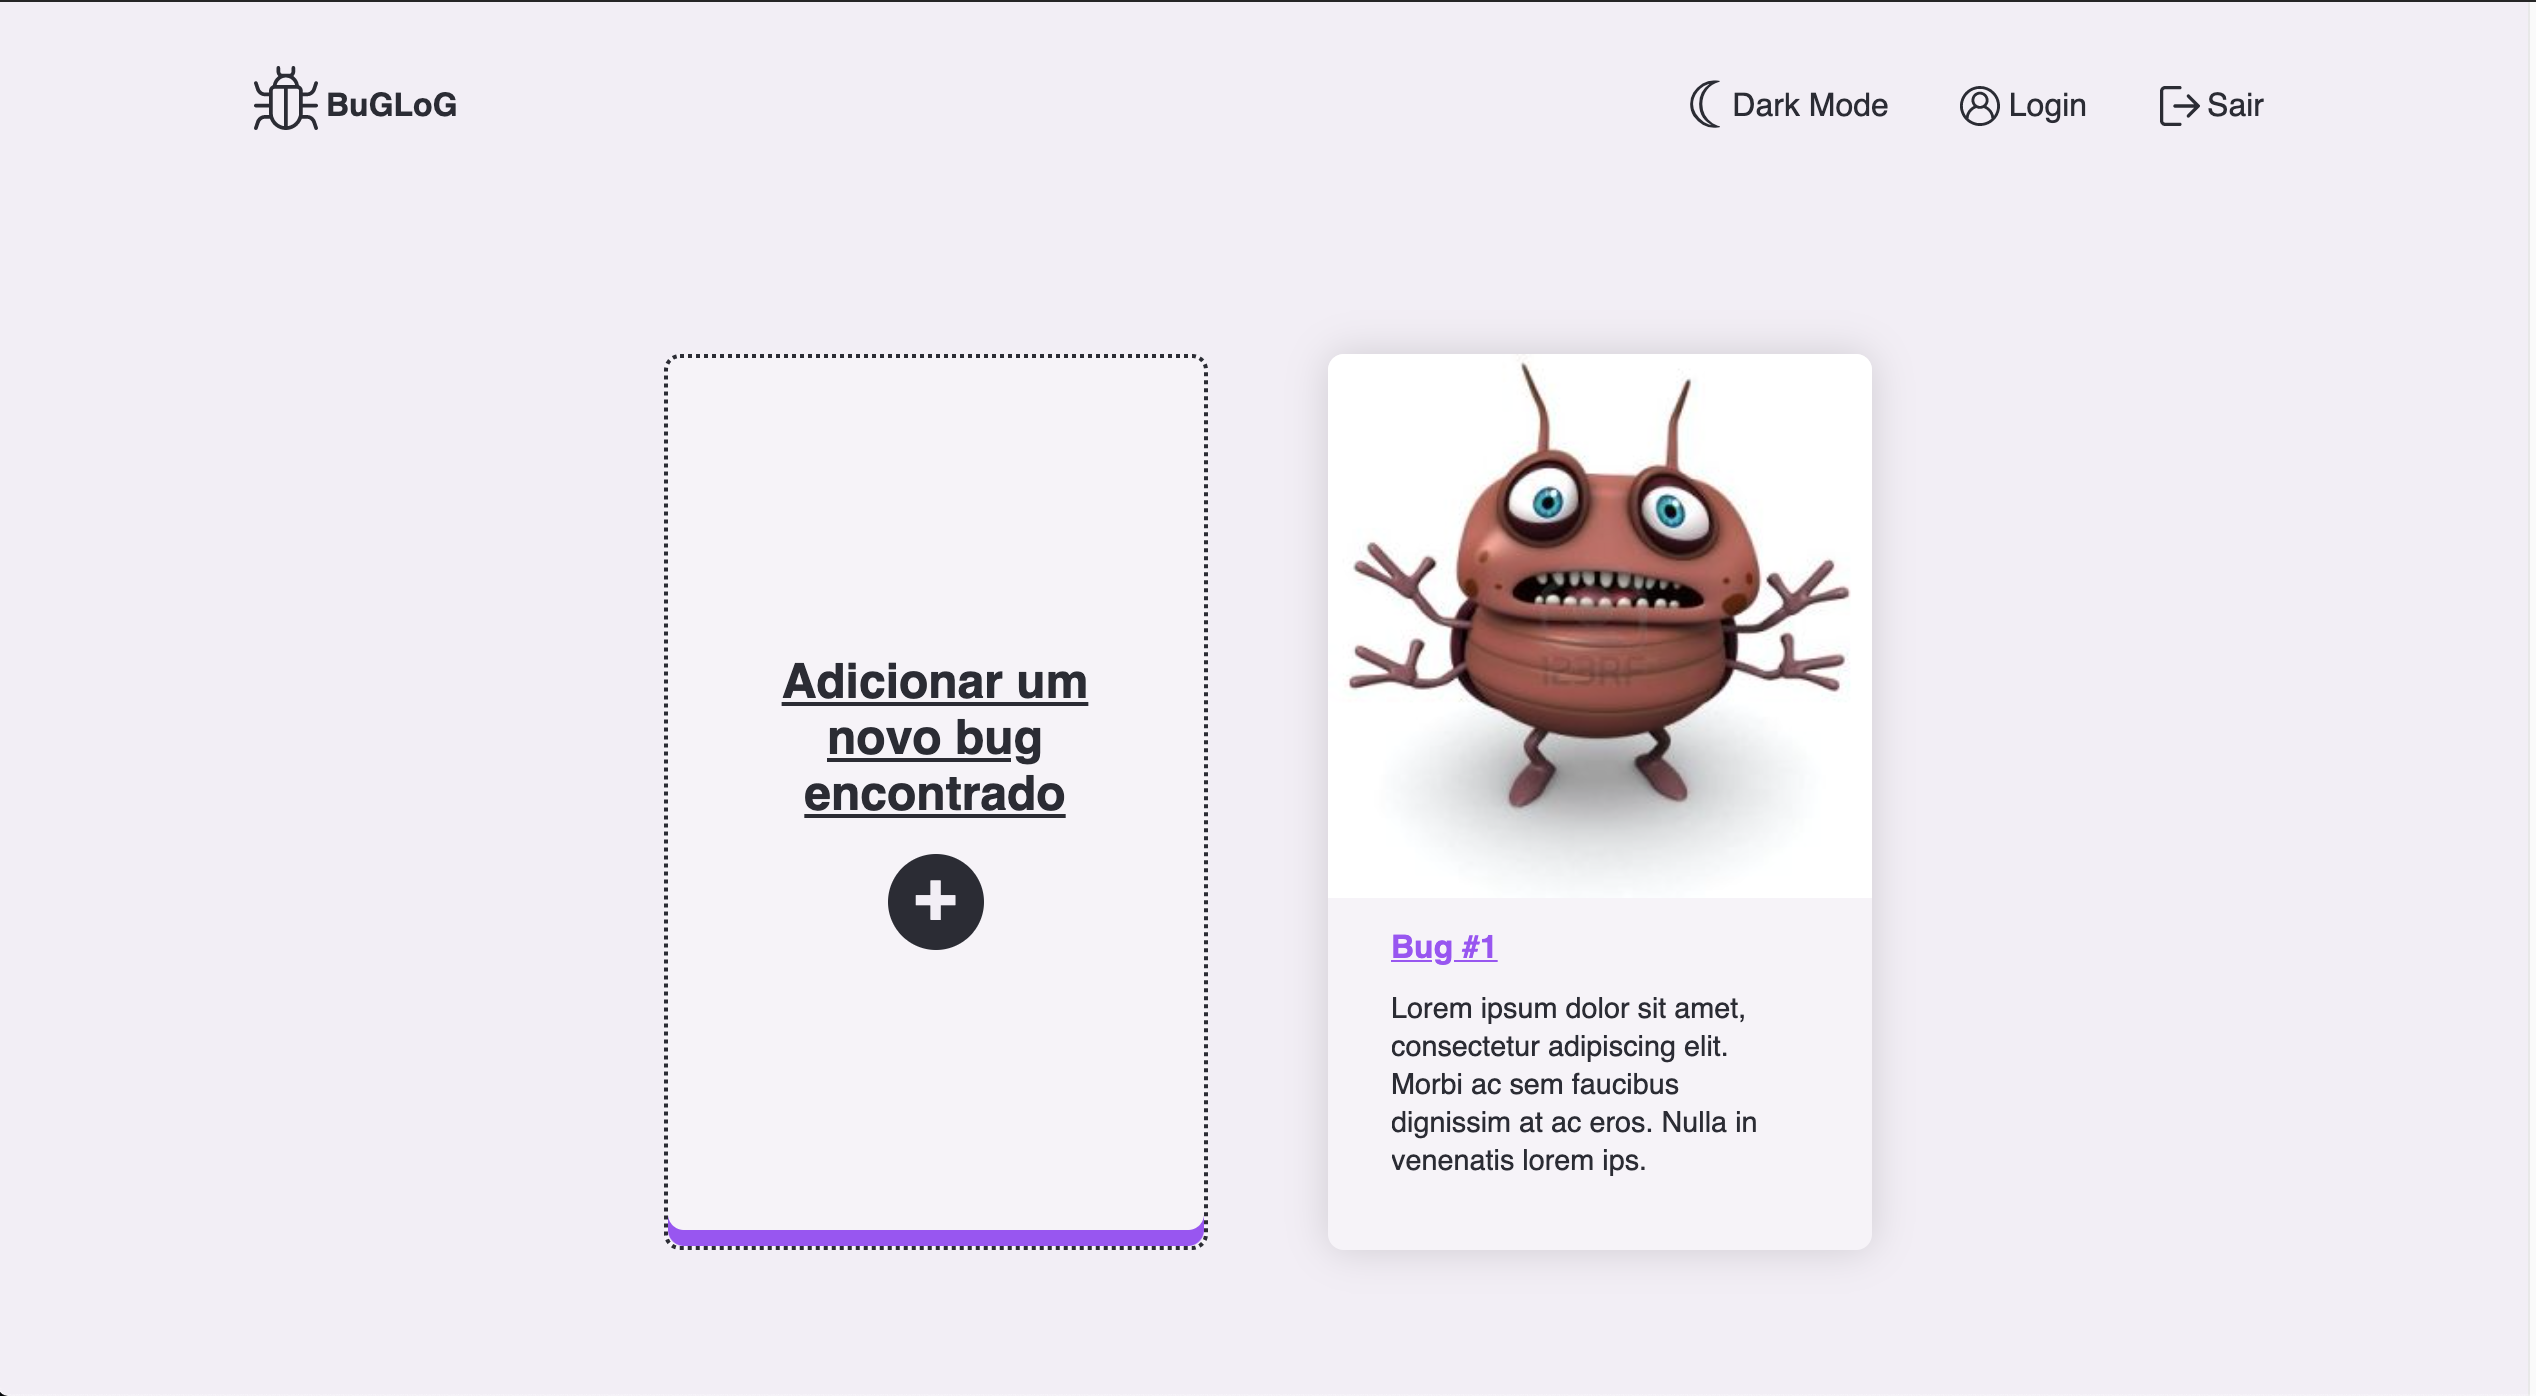 BuGLoG
Dark Mode
Login
Sair
Adicionar um
novo bug
encontrado
123RF
Bug #1
Lorem ipsum dolor sit amet,
consectetur adipiscing elit.
Morbi ac sem faucibus
dignissim at ac eros. Nulla in
venenatis lorem ips.